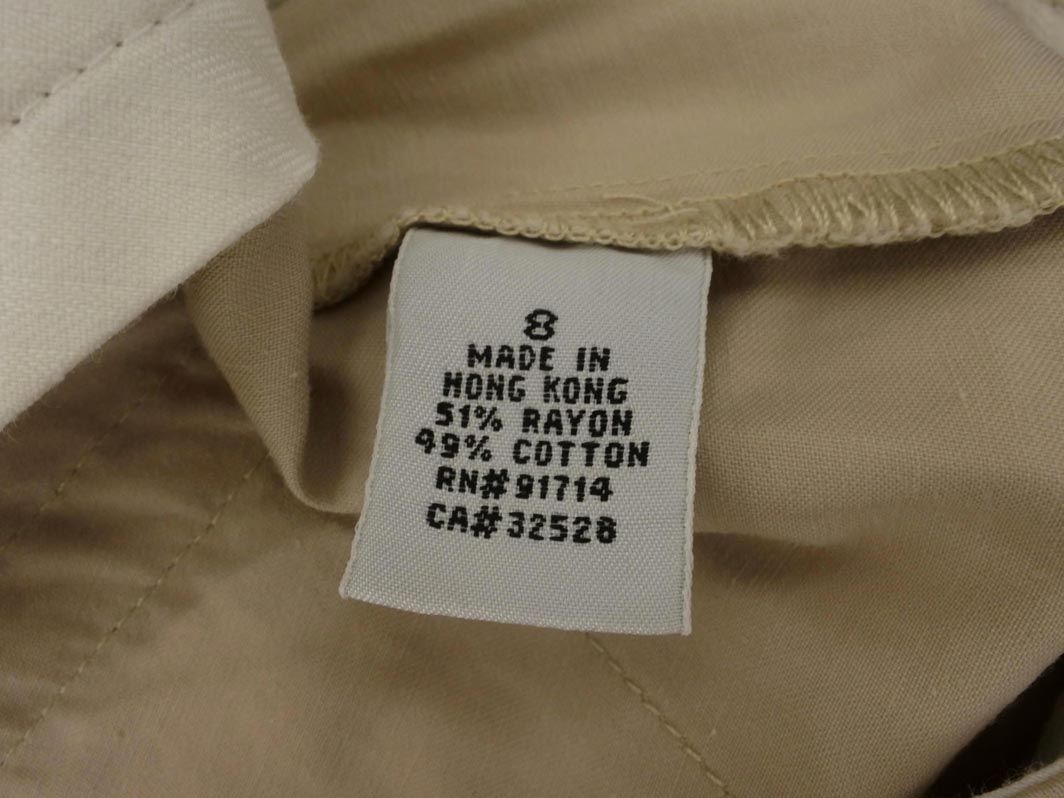 8
MADE IN
HONG KONG
51% RAYON
49% COTTON
RN#91714
CA#32528